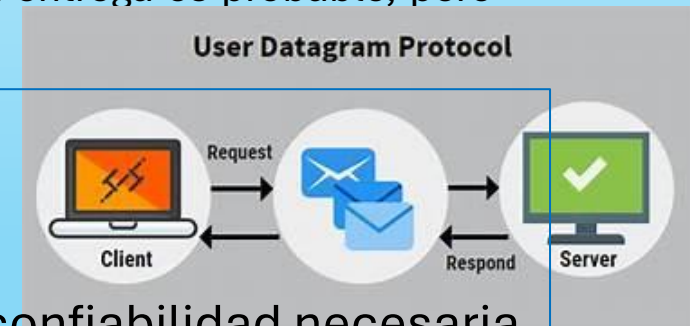 entrega es probable, pero
User Datagram Protocol
Request
Client
Respond
Server
confiabilidad necesaria